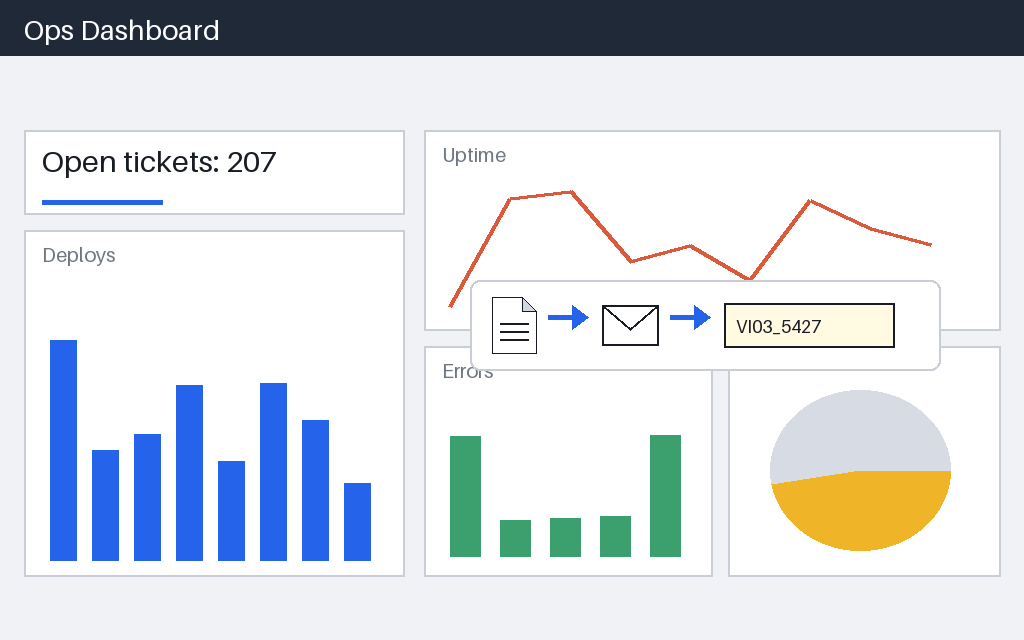 Ops Dashboard
Open tickets: 207
Uptime
Deploys
VI03_5427
Errors